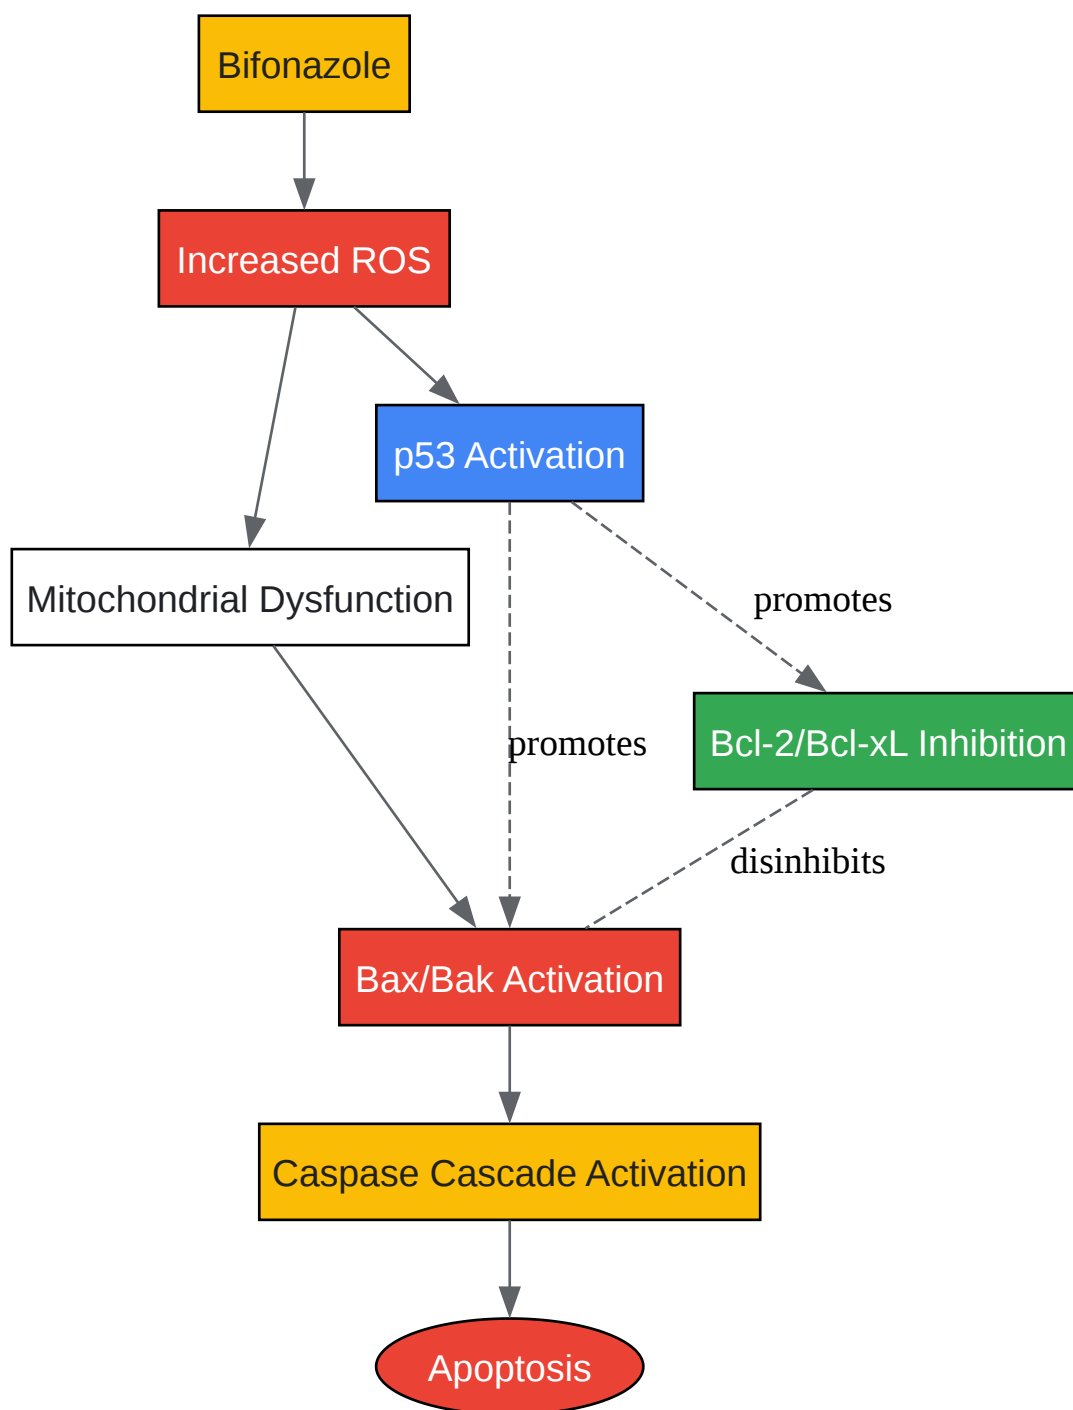 Bifonazole
Increased ROS
p53 Activation
Mitochondrial Dysfunction
promotes
promotes
Bcl-2/Bcl-xL Inhibition
disinhibits
Bax/Bak Activation
Caspase Cascade Activation
Apoptosis